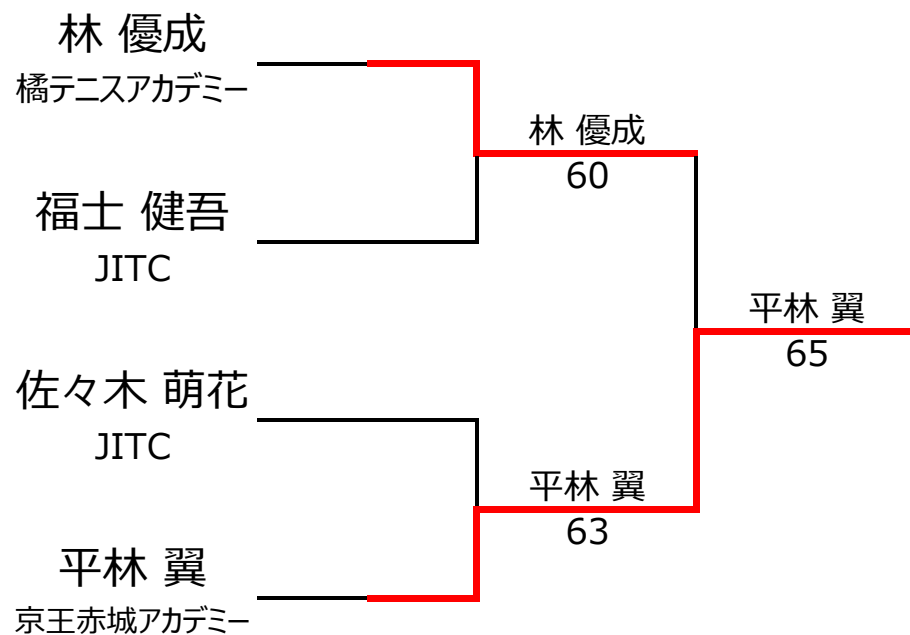 林 優成
橘テニスアカデミー
林 優成
60
福士 健吾
JITC
平林 翼
65
佐々木 萌花
JITC
平林 翼
63
平林 翼
京王赤城アカデミー